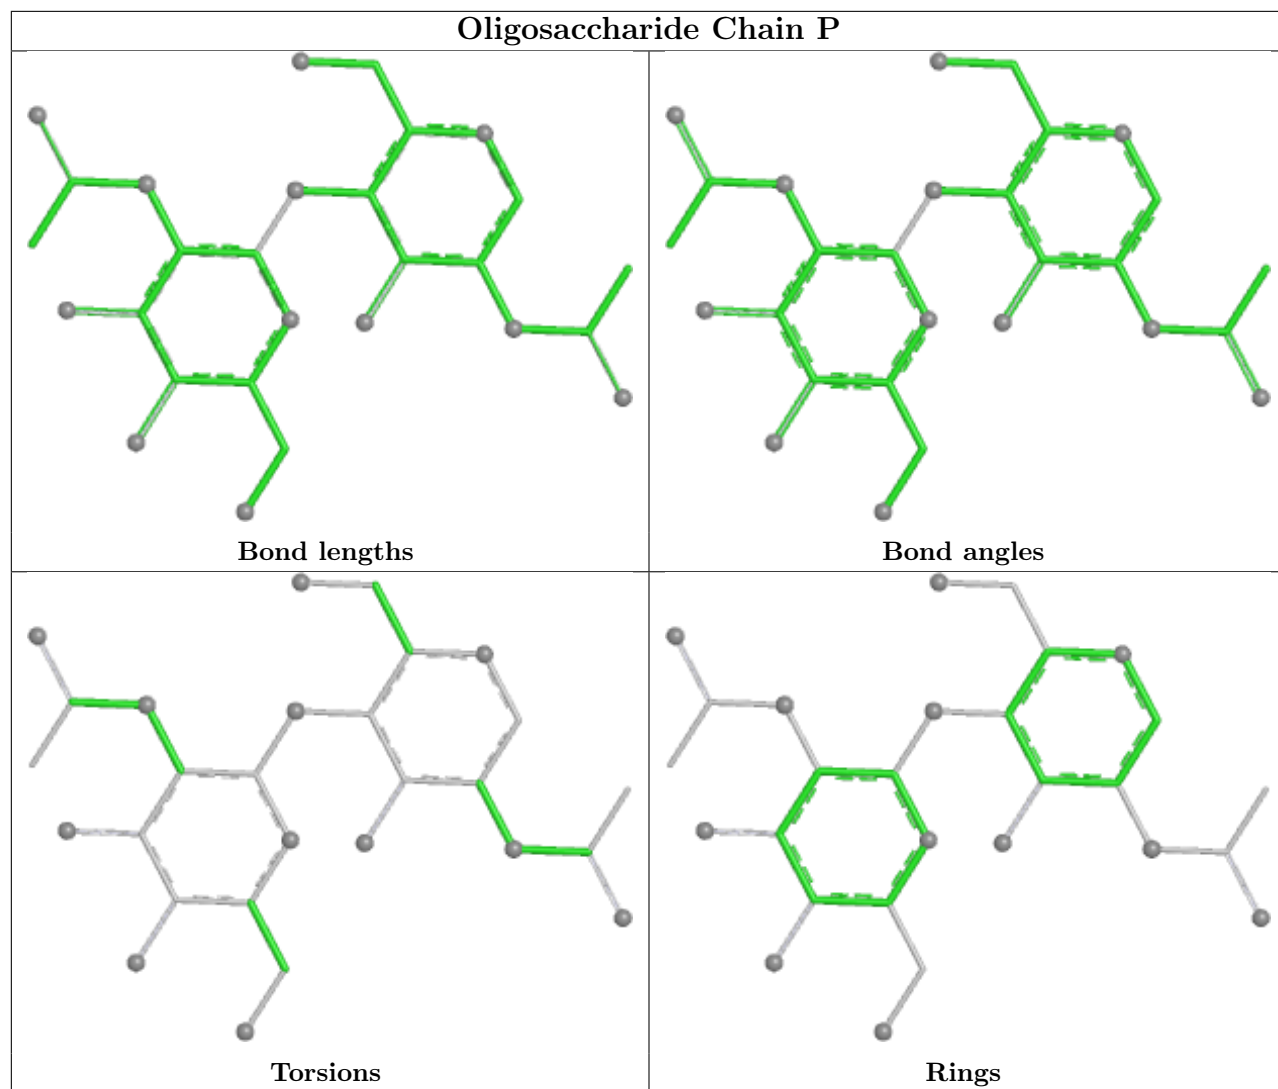 Oligosaccharide Chain P
Bond lengths
Bond angles
Torsions
Rings